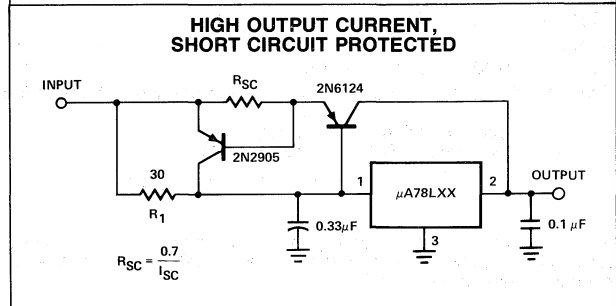 HIGH OUTPUT CURRENT,
SHORT CIRCUIT PROTECTED
INPUT
RSC
2N6124
2N2905
30
R1
1
μA78LXX
2
OUTPUT
0.33μF
3
0.1 μF
RSC = 0.7
ISC